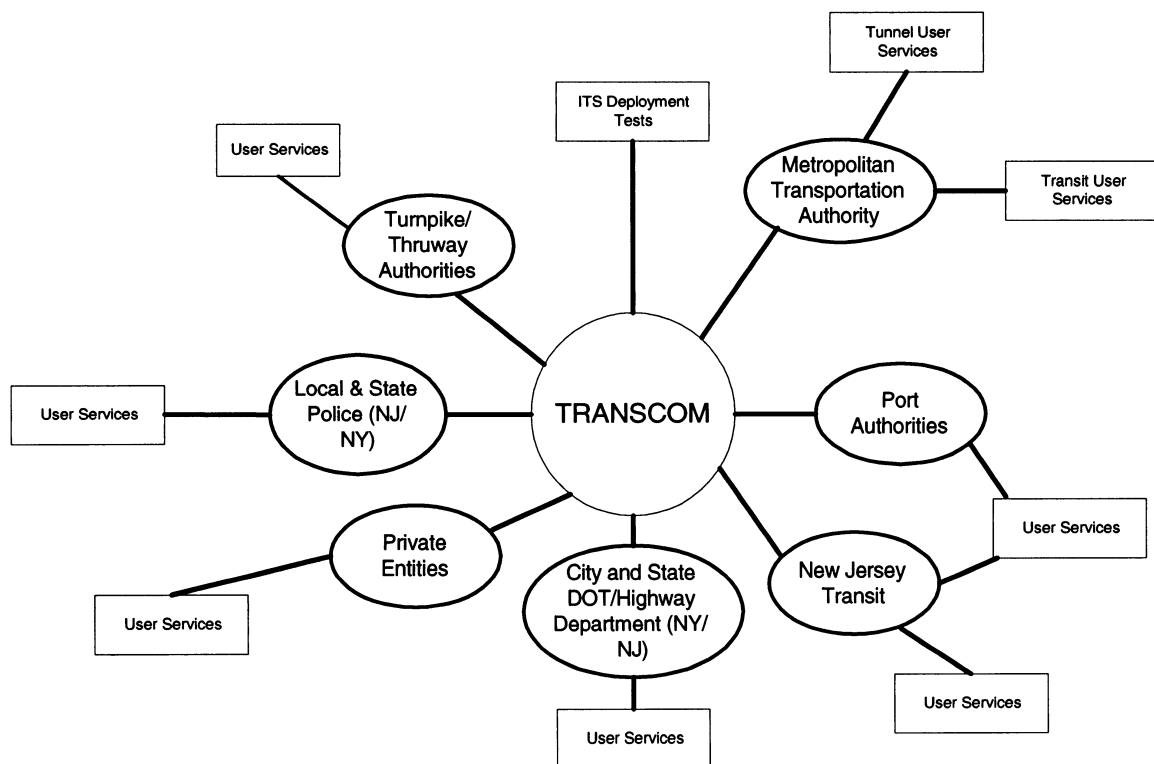 Tunnel User
Services
ITS Deployment
Tests
User Services
Metropolitan
Transportation
Authority
Transit User
Services
Turnpike/
Thruway
Authorities
Local & State
Police (NJ/
NY)
User Services
TRANSCOM
Port
Authorities
User Services
Private
Entities
City and State
DOT/Highway
Department (NY/
NJ)
New Jersey
Transit
User Services
User Services
User Services